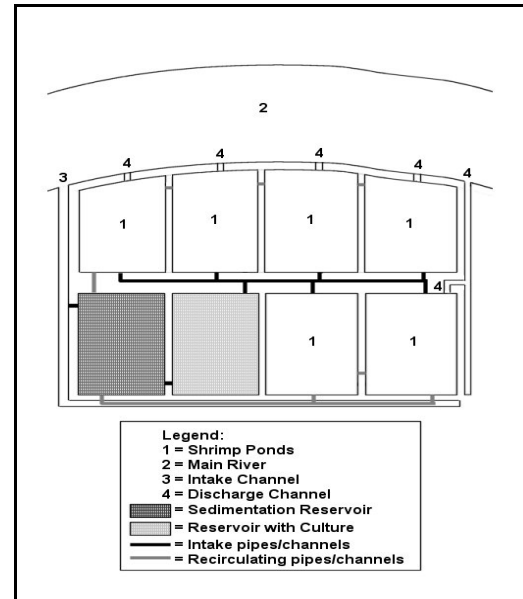 2
4 4
3 4 4 4 4
1 1 1 1
4
1 1
Legend:
1 = Shrimp Ponds
2 = Main River
3 = Intake Channel
4 = Discharge Channel
= Sedimentation Reservoir
= Reservoir with Culture
= Intake pipes/channels
= Recirculating pipes/channels